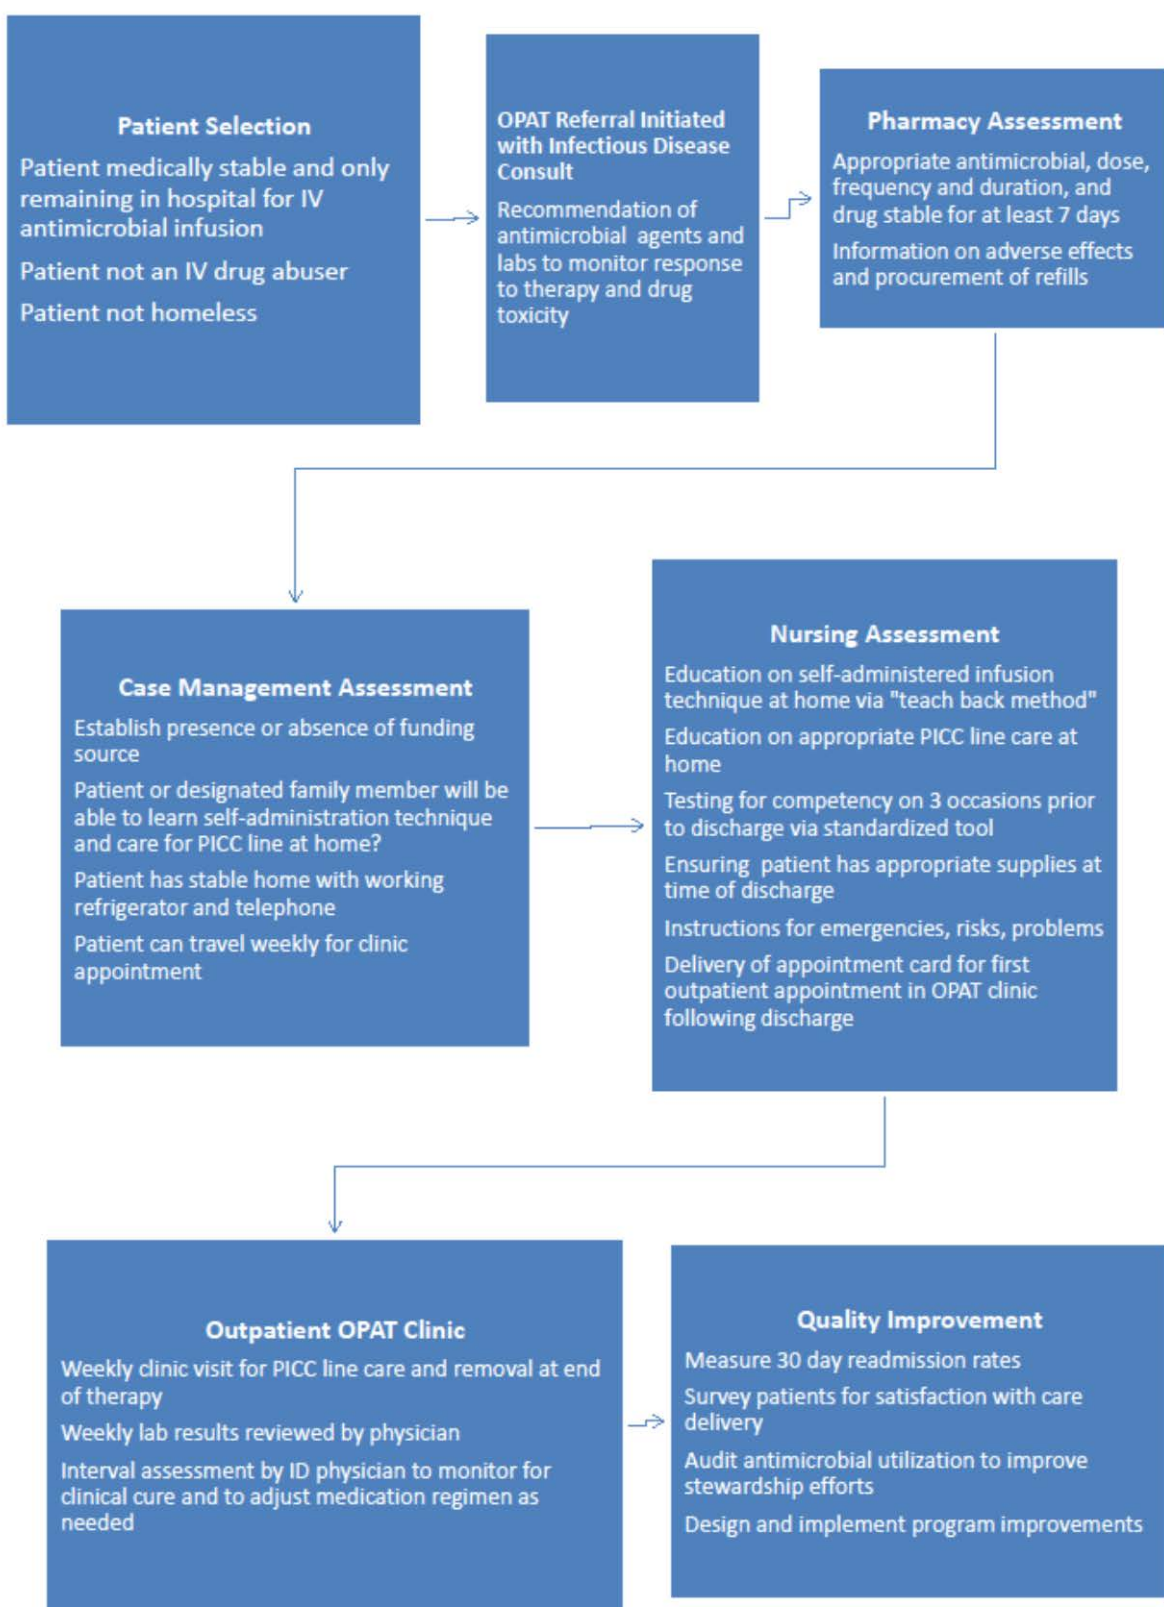 Patient Selection
Patient medically stable and only
remaining in hospital for IV
antimicrobial infusion
Patient not an IV drug abuser
Patient not homeless
OPAT Referral Initiated
with Infectious Disease
Consult
Recommendation of
antimicrobial agents and
labs to monitor response
to therapy and drug
toxicity
Pharmacy Assessment
Appropriate antimicrobial, dose,
frequency and duration, and
drug stable for at least 7 days
Information on adverse effects
and procurement of refills
Case Management Assessment
Establish presence or absence of funding
source
Patient or designated family member will be
able to learn self-administration technique
and care for PICC line at home?
Patient has stable home with working
refrigerator and telephone
Patient can travel weekly for clinic
appointment
Nursing Assessment
Education on self-administered infusion
technique at home via "teach back method"
Education on appropriate PICC line care at
home
Testing for competency on 3 occasions prior
to discharge via standardized tool
Ensuring patient has appropriate supplies at
time of discharge
Instructions for emergencies, risks, problems
Delivery of appointment card for first
outpatient appointment in OPAT clinic
following discharge
Outpatient OPAT Clinic
Weekly clinic visit for PICC line care and removal at end
of therapy
Weekly lab results reviewed by physician
Interval assessment by ID physician to monitor for
clinical cure and to adjust medication regimen as
needed
Quality Improvement
Measure 30 day readmission rates
Survey patients for satisfaction with care
delivery
Audit antimicrobial utilization to improve
stewardship efforts
Design and implement program improvements